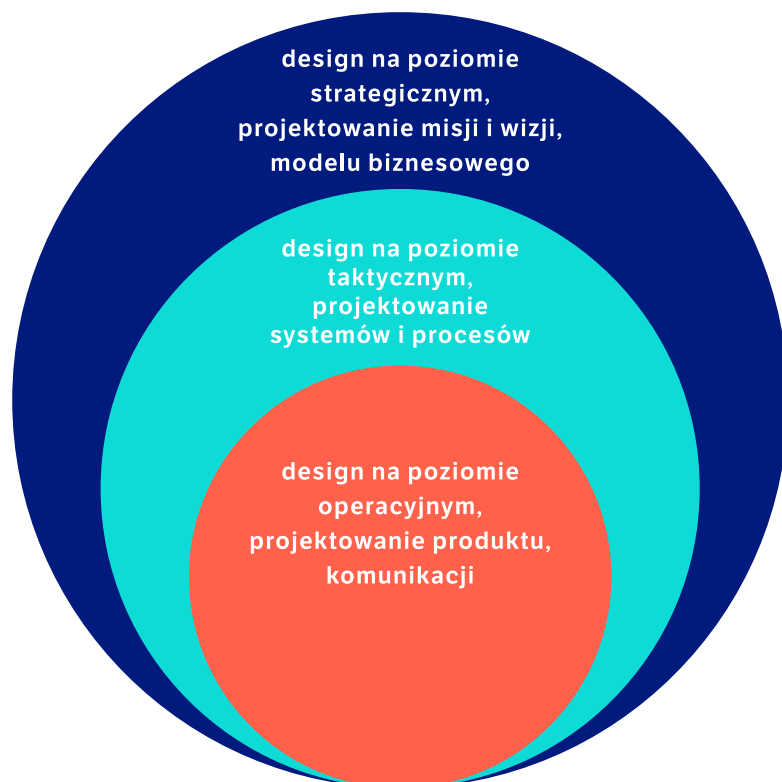 design na poziomie
strategicznym,
projektowanie misji i wizji,
modelu biznesowego
design na poziomie
taktycznym,
projektowanie
systemów i procesów
design na poziomie
operacyjnym,
projektowanie produktu,
komunikacji